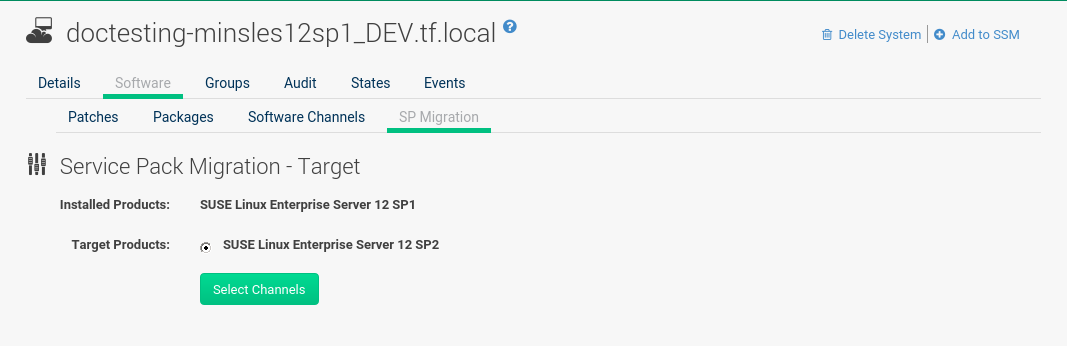 doctesting-minsles12sp1_DEV.tf.local ?
Delete System Add to SSM
Details Software Groups Audit States Events
Patches Packages Software Channels SP Migration
Service Pack Migration - Target
Installed Products: SUSE Linux Enterprise Server 12 SP1
Target Products: SUSE Linux Enterprise Server 12 SP2
Select Channels